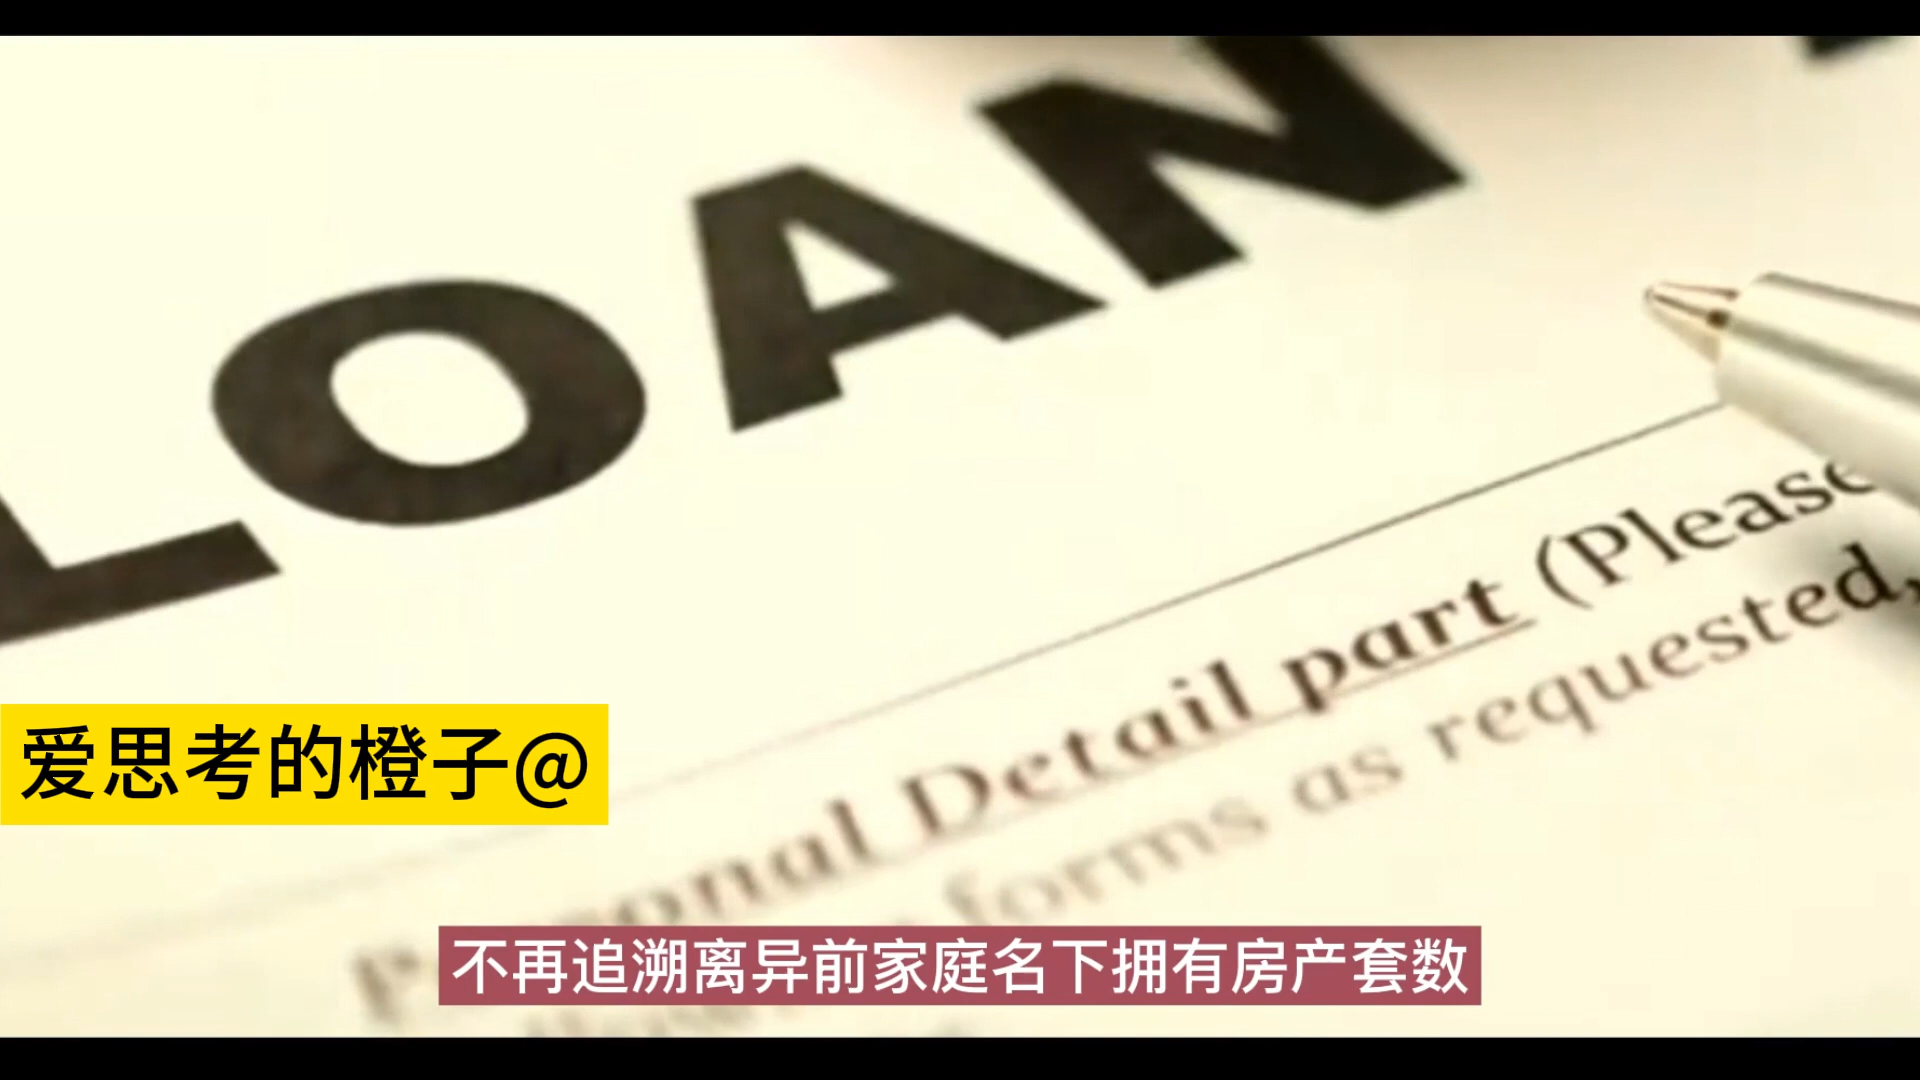 LOAN
Personal Detail part (Please
forms as requested,
爱思考的橙子@
不再追溯离异前家庭名下拥有房产套数